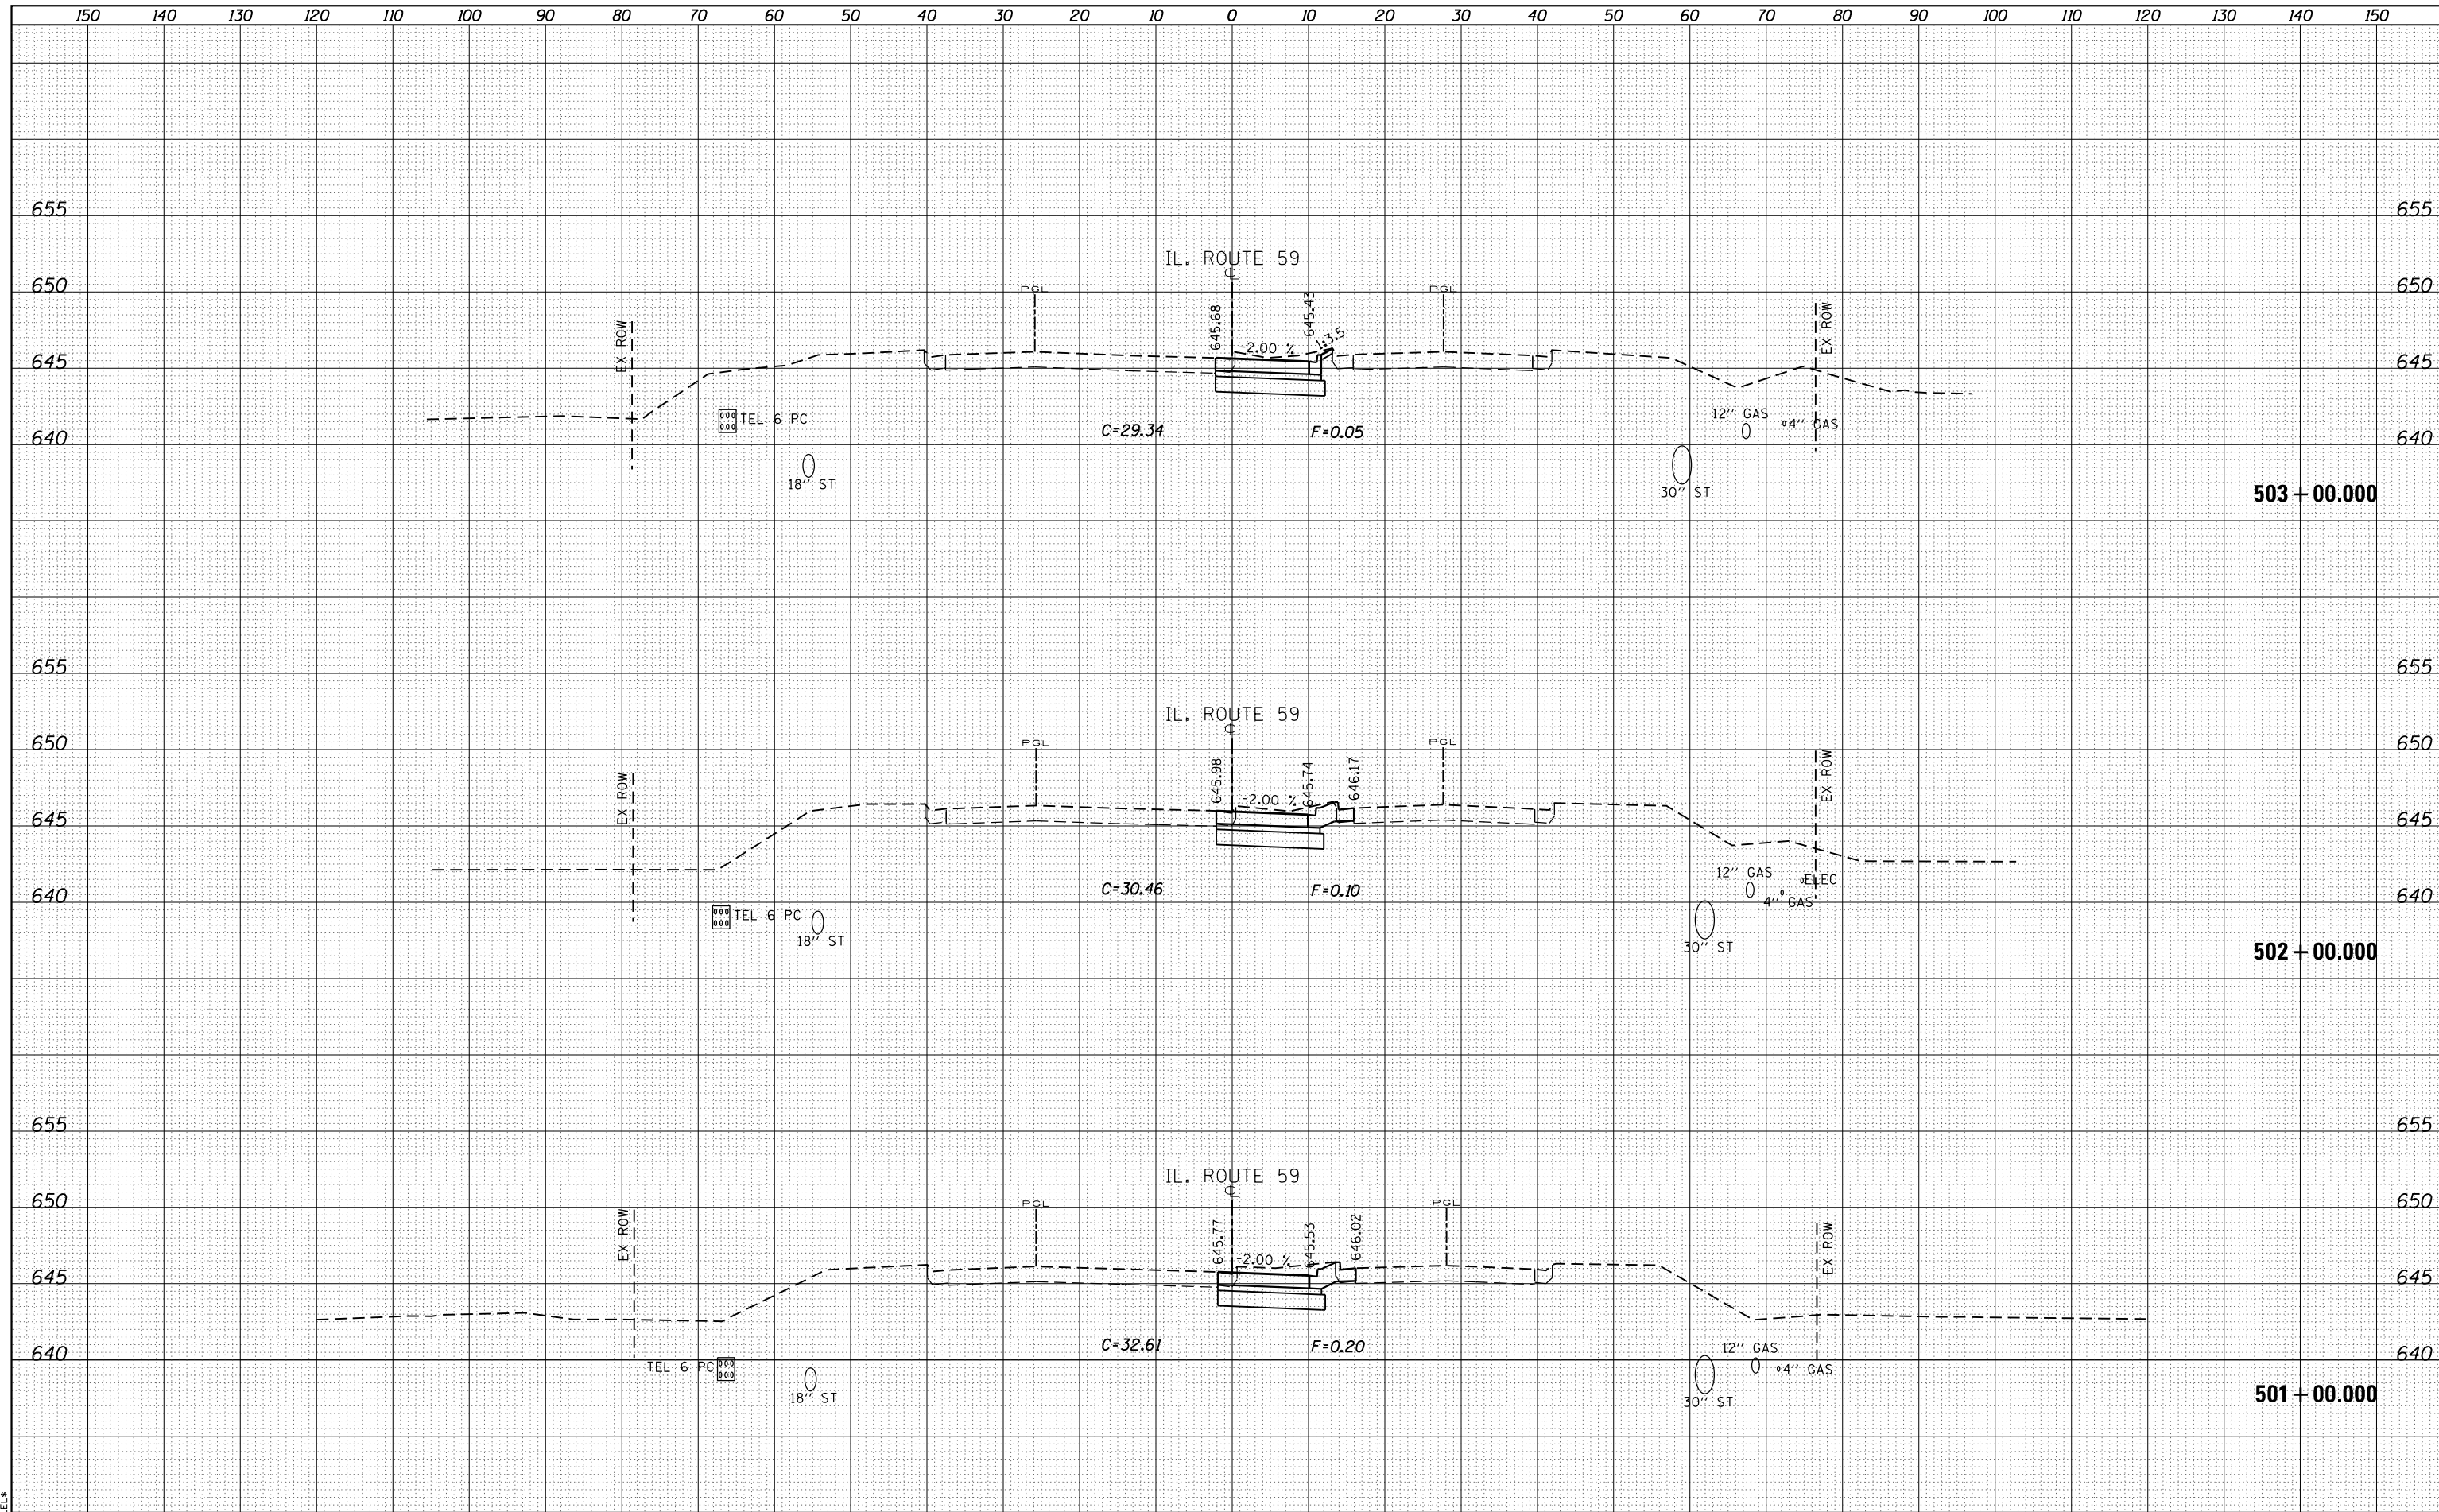 150 140 130 120 110 100 90 80 70 60 50 40 30 20 10 0 10 20 30 40 50 60 70 80 90 100 110 120 130 140 150
655 655
IL. ROUTE 59
℄
650 650
PGL PGL
EX ROW 645.68 645.43 1:3.5 EX ROW
-2.00 %
645 645
TEL 6 PC 12'' GAS 4'' GAS
C=29.34 F=0.05
640 640
18'' ST 30'' ST
503+00.000
655 655
IL. ROUTE 59
℄
650 650
PGL PGL
EX ROW 645.98 645.74 646.17 EX ROW
-2.00 %
645 645
12'' GAS ELEC
C=30.46 F=0.10
640 4'' GAS 640
TEL 6 PC
18'' ST 30'' ST
502+00.000
655 655
IL. ROUTE 59
℄
650 650
PGL PGL
EX ROW 645.77 645.53 646.02 EX ROW
-2.00 %
645 645
C=32.61 F=0.20 12'' GAS
640 640
TEL 6 PC 4'' GAS
18'' ST 30'' ST
501+00.000